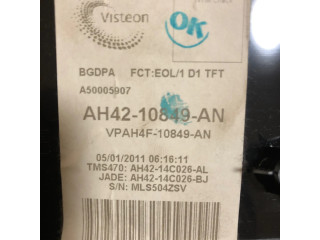 Visteon
OK
BGDPA FCT:EOL/1 D1 TFT
A50005907
AH42-10849-AN
VPAH4F-10849-AN
05/01/2011 06:16:11
TMS470: AH42-14C026-AL
JADE: AH42-14C026-BJ
S/N: MLS504ZSV